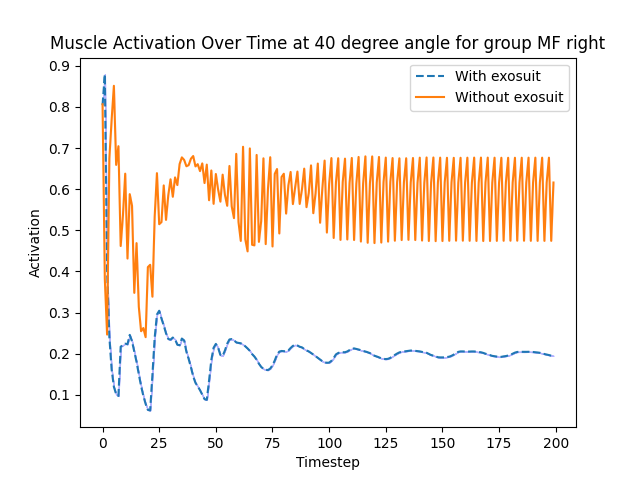 Muscle Activation Over Time at 40 degree angle for group MF right
With exosuit
Without exosuit
Activation
0.9
0.8
0.7
0.6
0.5
0.4
0.3
0.2
0.1
0 25 50 75 100 125 150 175 200
Timestep